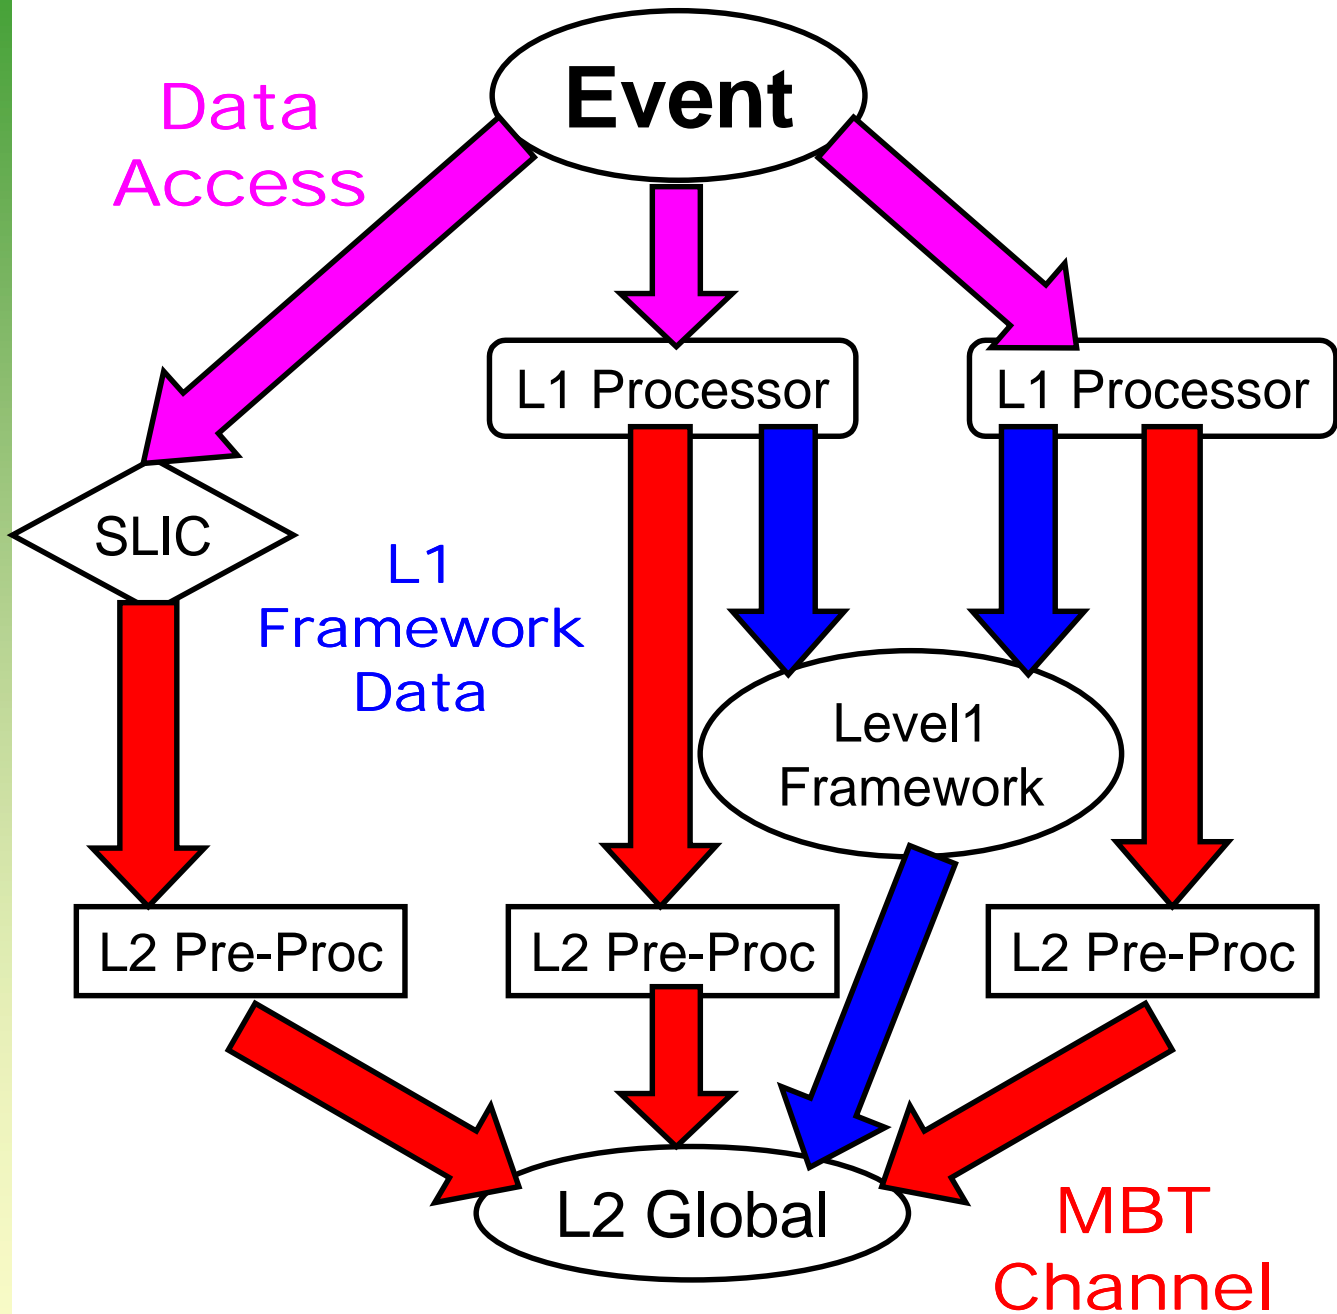 Event
Data
Access
L1 Processor
L1 Processor
SLIC
L1
Framework
Data
Level1
Framework
L2 Pre-Proc
L2 Pre-Proc
L2 Pre-Proc
L2 Global
MBT
Channel